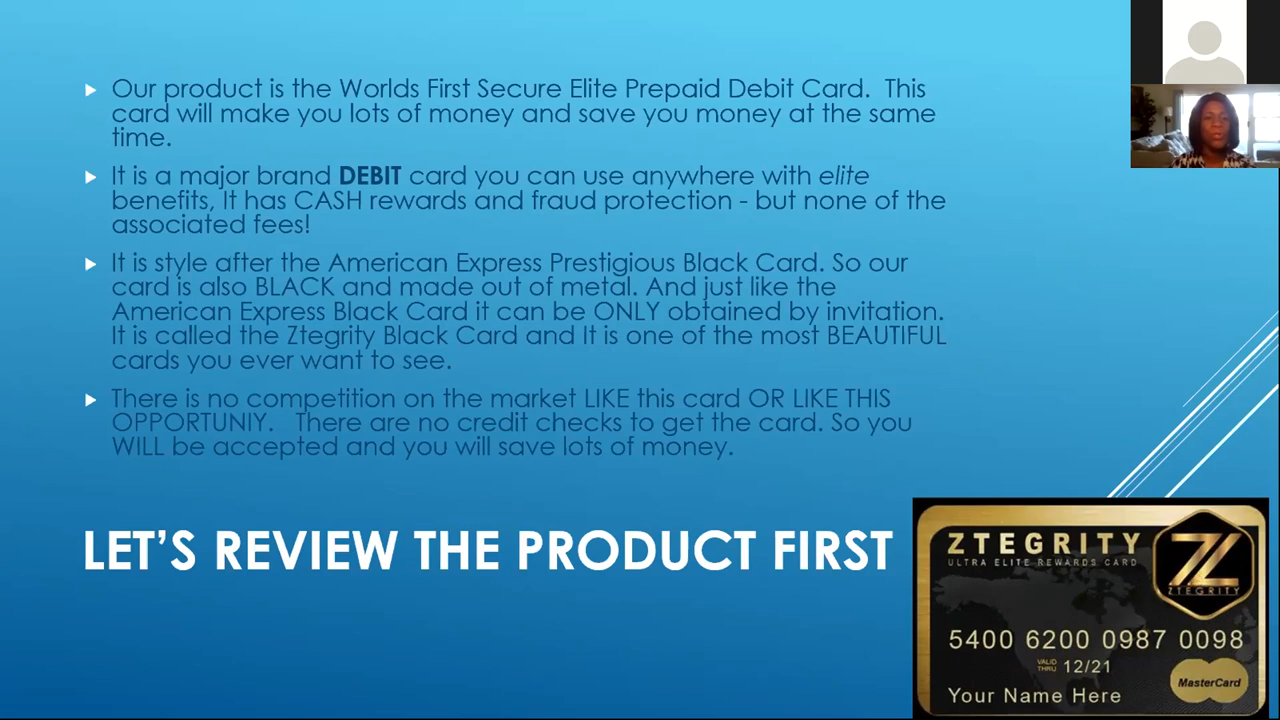 Our product is the Worlds First Secure Elite Prepaid Debit Card.  This
card will make you lots of money and save you money at the same
time.
It is a major brand DEBIT card you can use anywhere with elite
benefits, It has CASH rewards and fraud protection - but none of the
associated fees!
It is style after the American Express Prestigious Black Card. So our
card is also BLACK and made out of metal. And just like the
American Express Black Card it can be ONLY obtained by invitation.
It is called the Ztegrity Black Card and It is one of the most BEAUTIFUL
cards you ever want to see.
There is no competition on the market LIKE this card OR LIKE THIS
OPPORTUNIY.   There are no credit checks to get the card. So you
WILL be accepted and you will save lots of money.
LET'S REVIEW THE PRODUCT FIRST
ZTEGRITY
ULTRA ELITE REWARDS CARD
ZTEGRITY
5400 6200 0987 0098
VALID THRU 12/21
MasterCard
Your Name Here